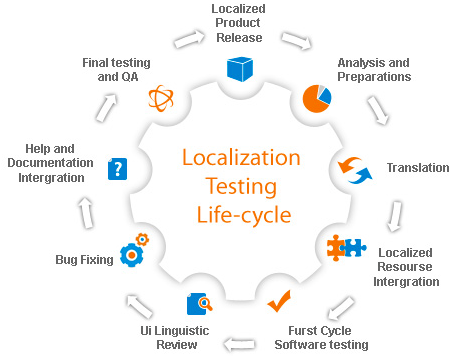 Localized
Product
Release
Analysis and
Preparations
Translation
Localized
Resourse
Intergration
Furst Cycle
Software testing
Ui Linguistic
Review
Bug Fixing
Help and
Documentation
Intergration
?
Final testing
and QA
Localization
Testing
Life-cycle